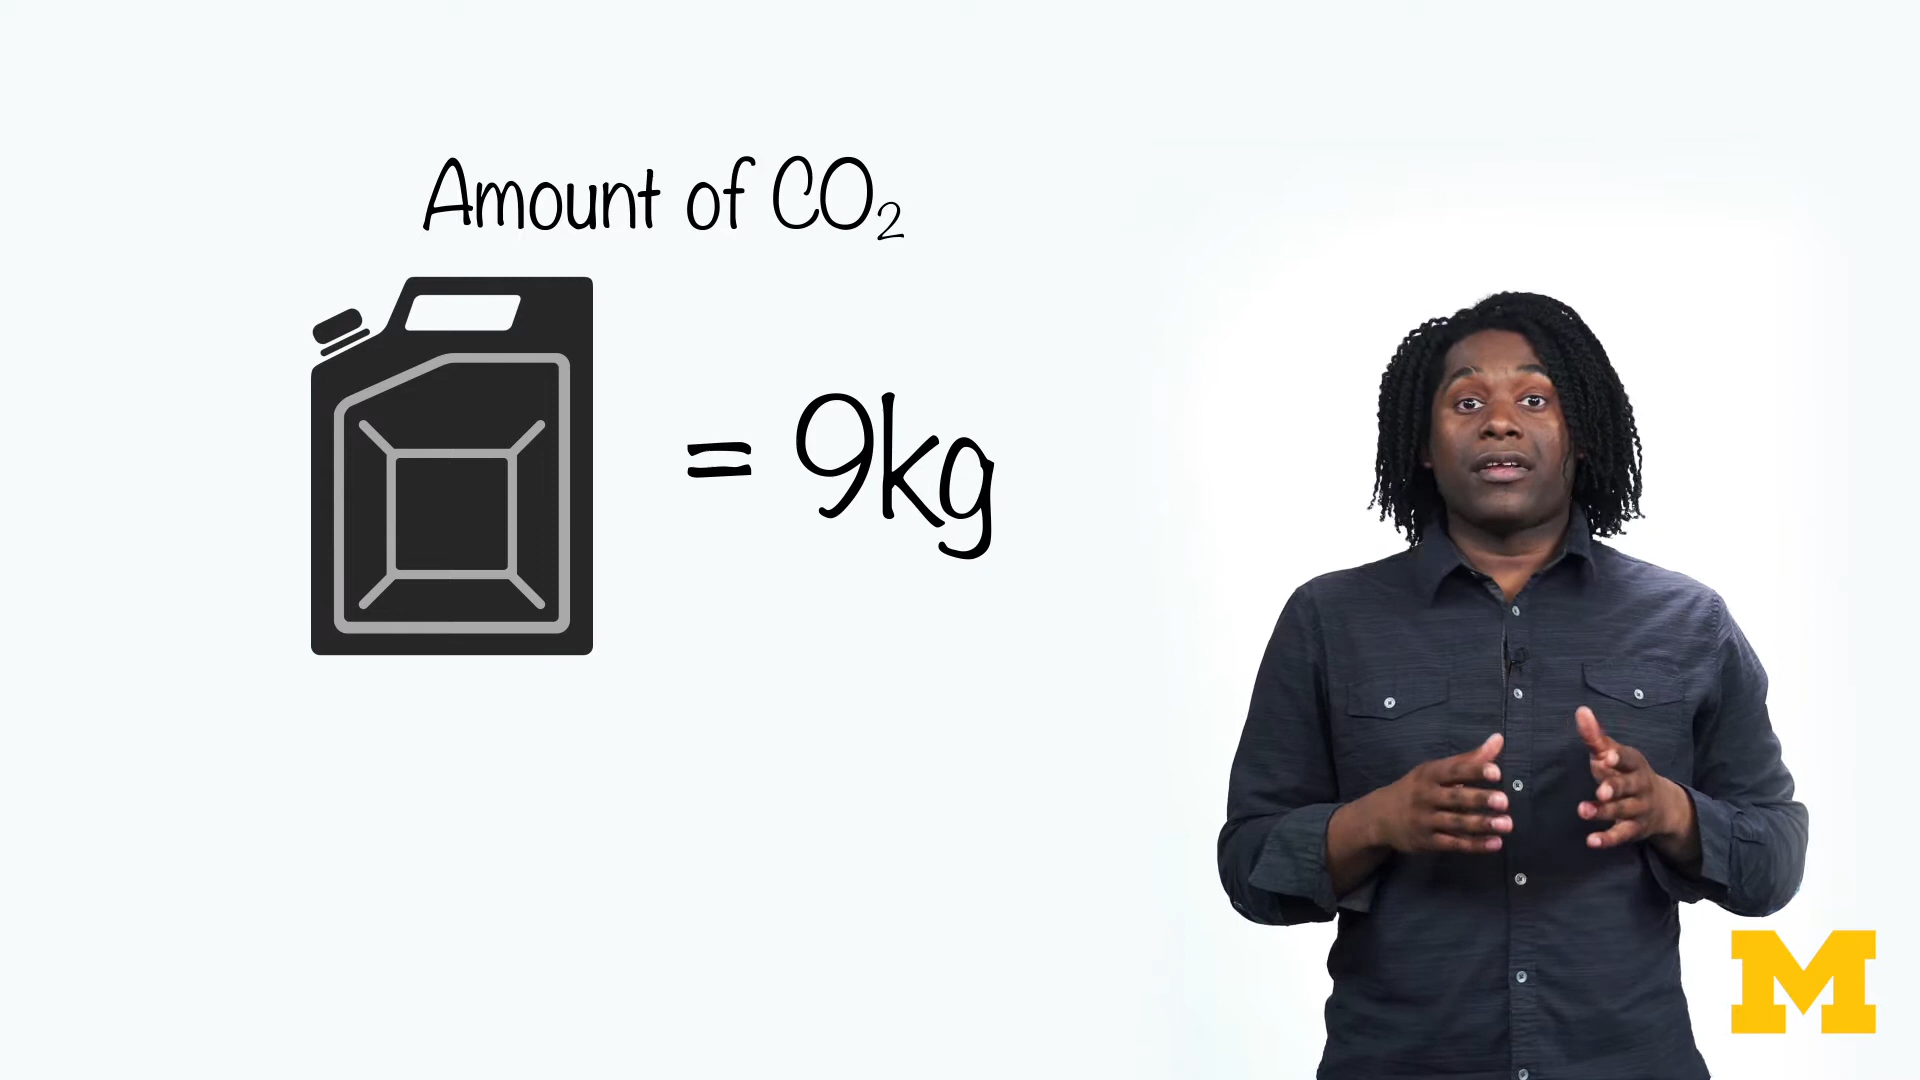 Amount of CO₂
= 9kg
M